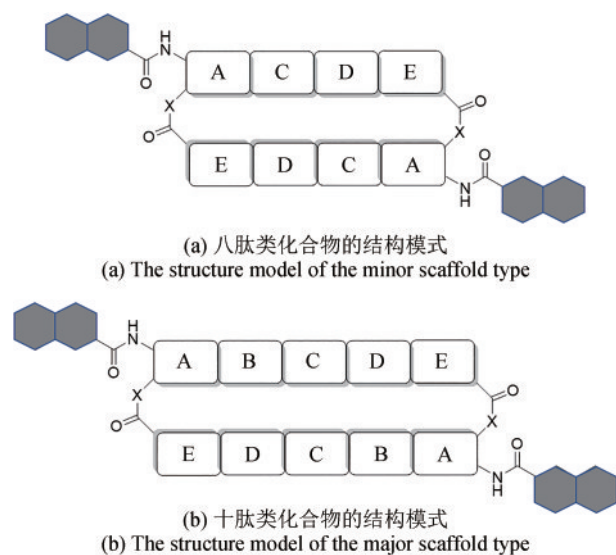 H
N
O
A C D E
X
O
O
X
E D C A
O
N
H
(a) 八肽类化合物的结构模式
(a) The structure model of the minor scaffold type
H
N
O
A B C D E
X
O
O
X
E D C B A
O
N
H
(b) 十肽类化合物的结构模式
(b) The structure model of the major scaffold type